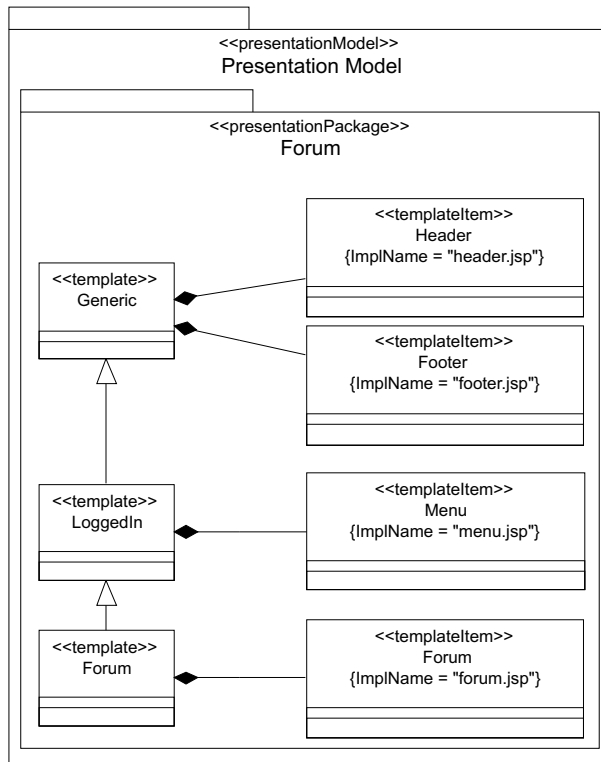 <<presentationModel>>
Presentation Model
<<presentationPackage>>
Forum
<<templateItem>>
Header
{ImplName = "header.jsp"}
<<template>>
Generic
<<templateItem>>
Footer
{ImplName = "footer.jsp"}
<<template>>
LoggedIn
<<templateItem>>
Menu
{ImplName = "menu.jsp"}
<<template>>
Forum
<<templateItem>>
Forum
{ImplName = "forum.jsp"}